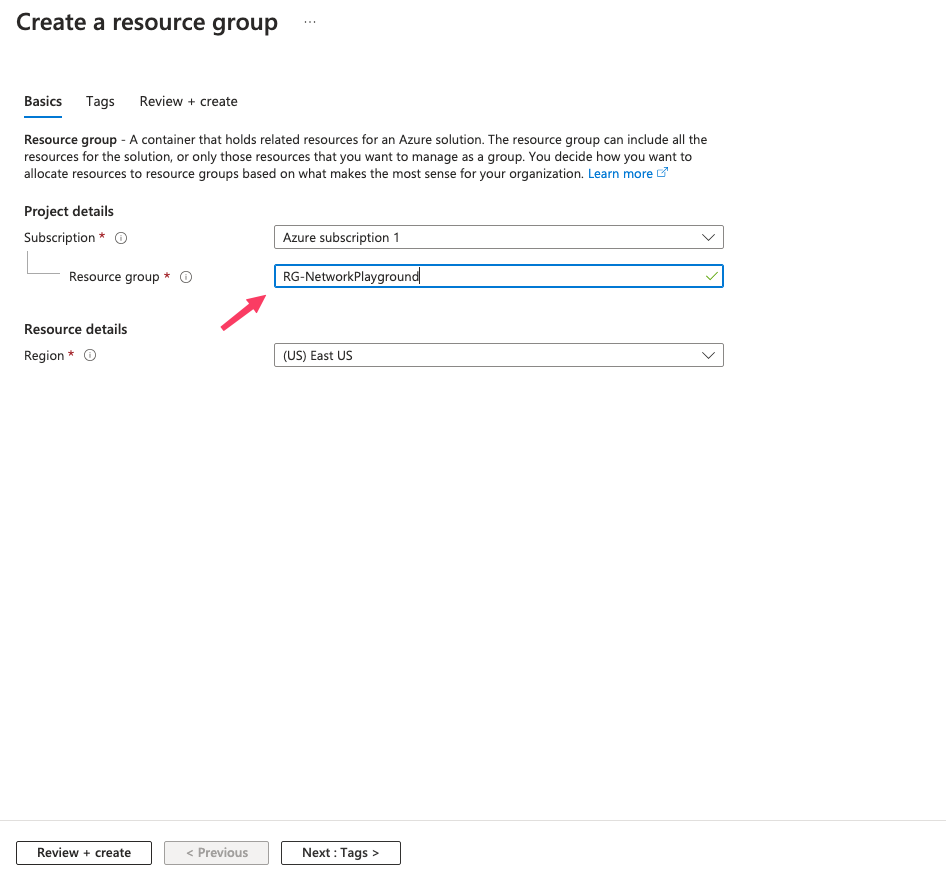 Create a resource group ...
Basics Tags Review + create
Resource group - A container that holds related resources for an Azure solution. The resource group can include all the
resources for the solution, or only those resources that you want to manage as a group. You decide how you want to
allocate resources to resource groups based on what makes the most sense for your organization. Learn more
Project details
Subscription * Azure subscription 1
Resource group * RG-NetworkPlayground
Resource details
Region * (US) East US
Review + create < Previous Next : Tags >